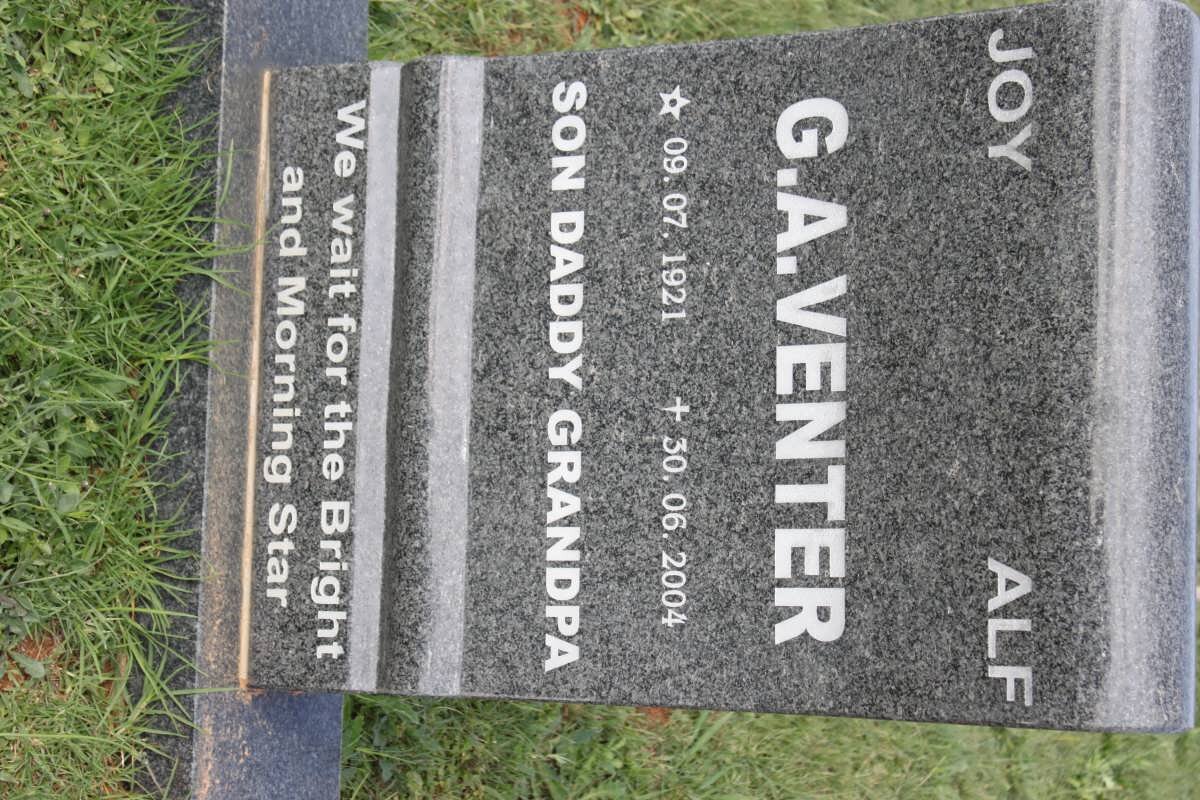 JOY ALF
G.A.VENTER
☆ 09.07.1921 † 30.06.2004
SON DADDY GRANDPA
We wait for the Bright
and Morning Star